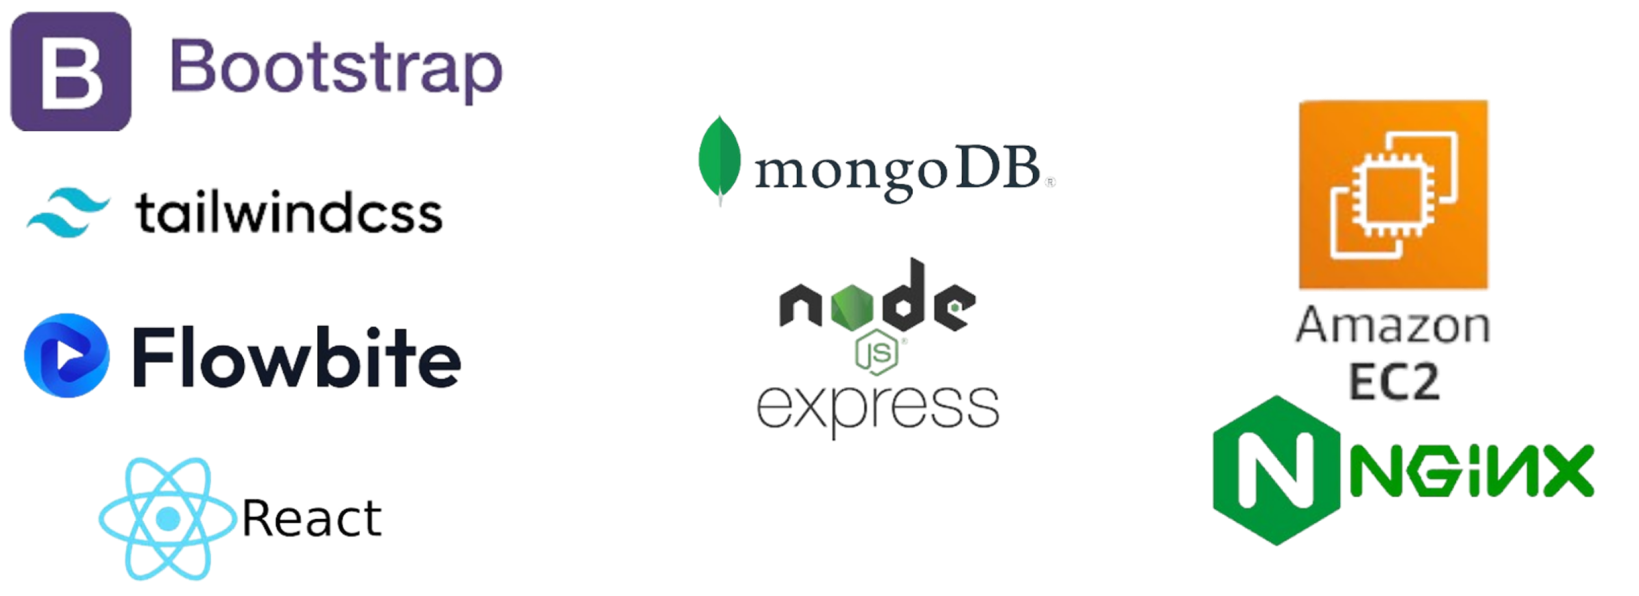 B Bootstrap
tailwindcss
Flowbite
React
mongoDB®
node
JS®
express
Amazon
EC2
N NGINX